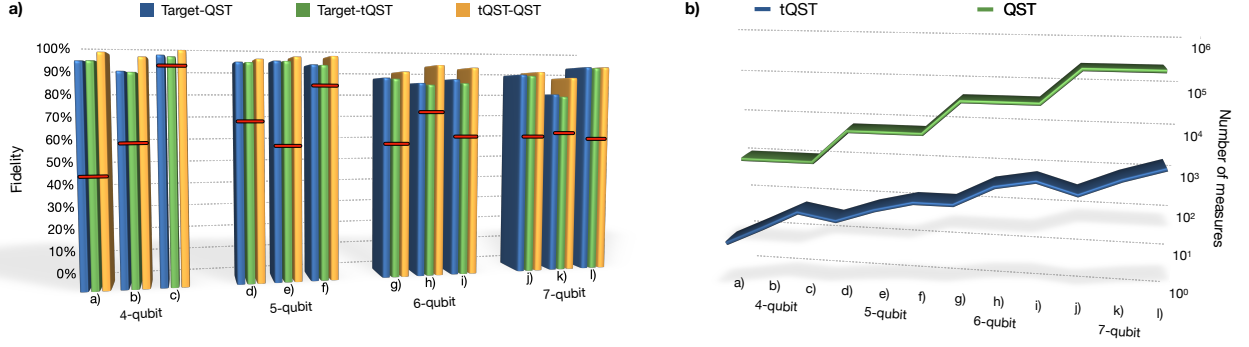 a)
Target-QST
Target-tQST
tQST-QST
Fidelity
100%
90%
80%
70%
60%
50%
40%
30%
20%
10%
0%
a)
b)
c)
d)
e)
f)
g)
h)
i)
j)
k)
l)
4-qubit
5-qubit
6-qubit
7-qubit
b)
tQST
QST
10⁶
10⁵
10⁴
10³
10²
10¹
10⁰
Number of measures
a)
b)
c)
d)
e)
f)
g)
h)
i)
j)
k)
l)
4-qubit
5-qubit
6-qubit
7-qubit